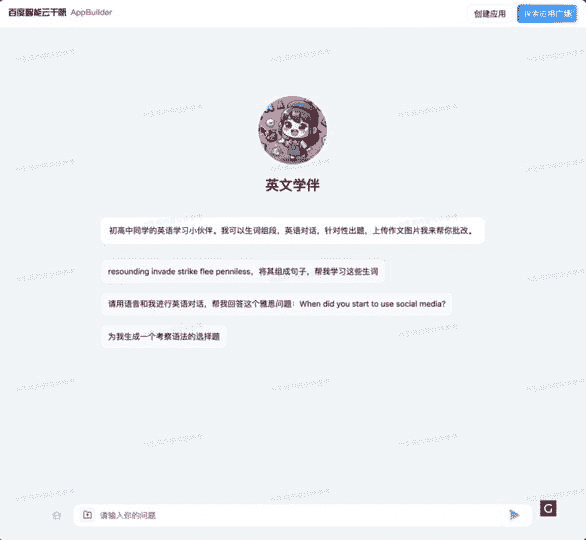 百度智能云千帆 AppBuilder
创建应用
探索应用广场
英文学伴
初高中同学的英语学习小伙伴。我可以生词组段，英语对话，针对性出题，上传作文图片我来帮你批改。
resounding invade strike flee penniless，将其组成句子，帮我学习这些生词
请用语音和我进行英语对话，帮我回答这个雅思问题：When did you start to use social media?
为我生成一个考察语法的选择题
请输入你的问题
G